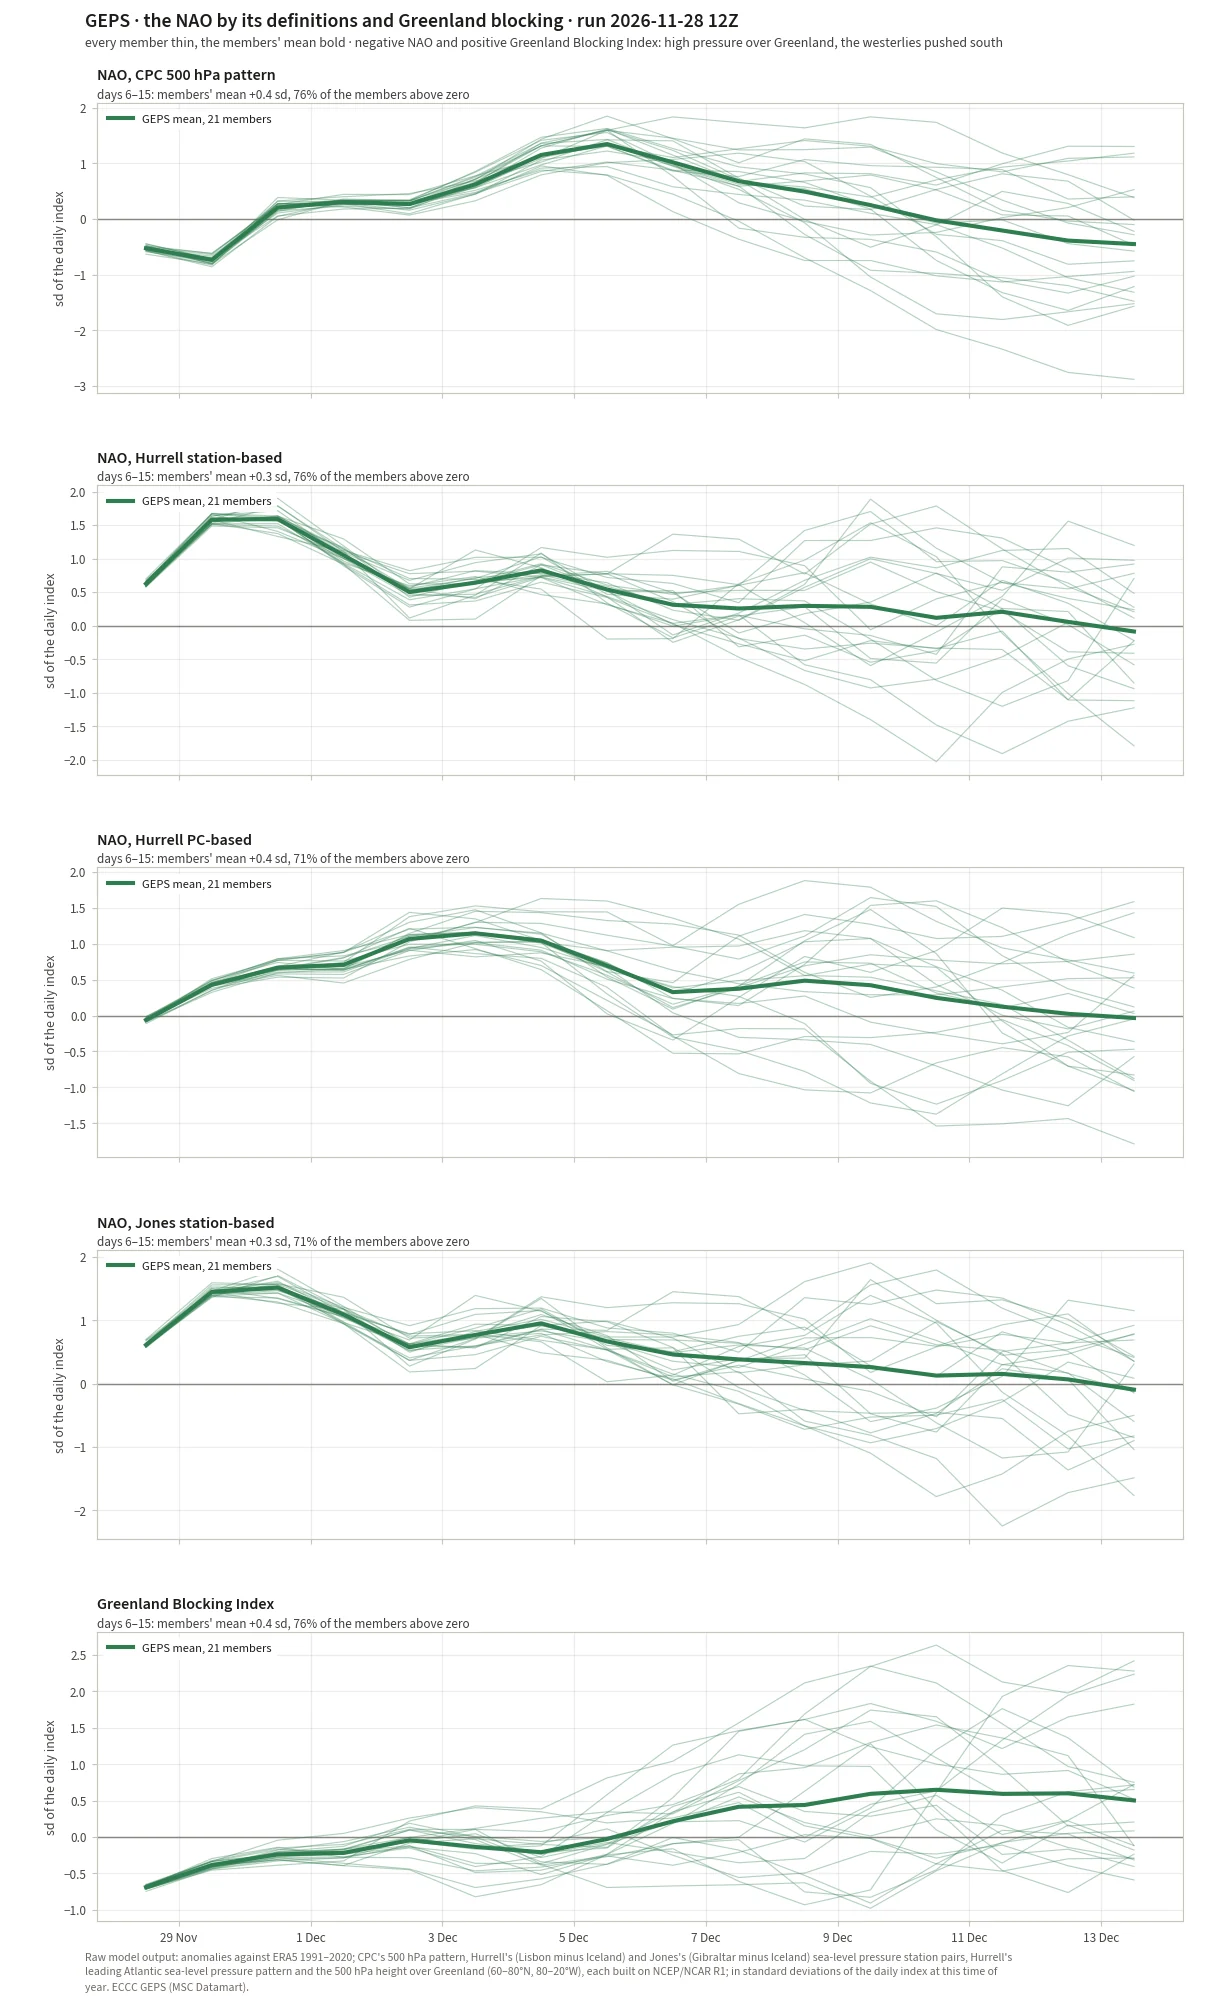 GEPS · the NAO by its definitions and Greenland blocking · run 2026-11-28 12Z
every member thin, the members' mean bold · negative NAO and positive Greenland Blocking Index: high pressure over Greenland, the westerlies pushed south
NAO, CPC 500 hPa pattern
days 6–15: members' mean +0.4 sd, 76% of the members above zero
GEPS mean, 21 members
sd of the daily index
2
1
0
−1
−2
−3
NAO, Hurrell station-based
days 6–15: members' mean +0.3 sd, 76% of the members above zero
GEPS mean, 21 members
sd of the daily index
2.0
1.5
1.0
0.5
0.0
−0.5
−1.0
−1.5
−2.0
NAO, Hurrell PC-based
days 6–15: members' mean +0.4 sd, 71% of the members above zero
GEPS mean, 21 members
sd of the daily index
2.0
1.5
1.0
0.5
0.0
−0.5
−1.0
−1.5
NAO, Jones station-based
days 6–15: members' mean +0.3 sd, 71% of the members above zero
GEPS mean, 21 members
sd of the daily index
2
1
0
−1
−2
Greenland Blocking Index
days 6–15: members' mean +0.4 sd, 76% of the members above zero
GEPS mean, 21 members
sd of the daily index
2.5
2.0
1.5
1.0
0.5
0.0
−0.5
−1.0
29 Nov
1 Dec
3 Dec
5 Dec
7 Dec
9 Dec
11 Dec
13 Dec
Raw model output: anomalies against ERA5 1991–2020; CPC's 500 hPa pattern, Hurrell's (Lisbon minus Iceland) and Jones's (Gibraltar minus Iceland) sea-level pressure station pairs, Hurrell's
leading Atlantic sea-level pressure pattern and the 500 hPa height over Greenland (60–80°N, 80–20°W), each built on NCEP/NCAR R1; in standard deviations of the daily index at this time of
year. ECCC GEPS (MSC Datamart).